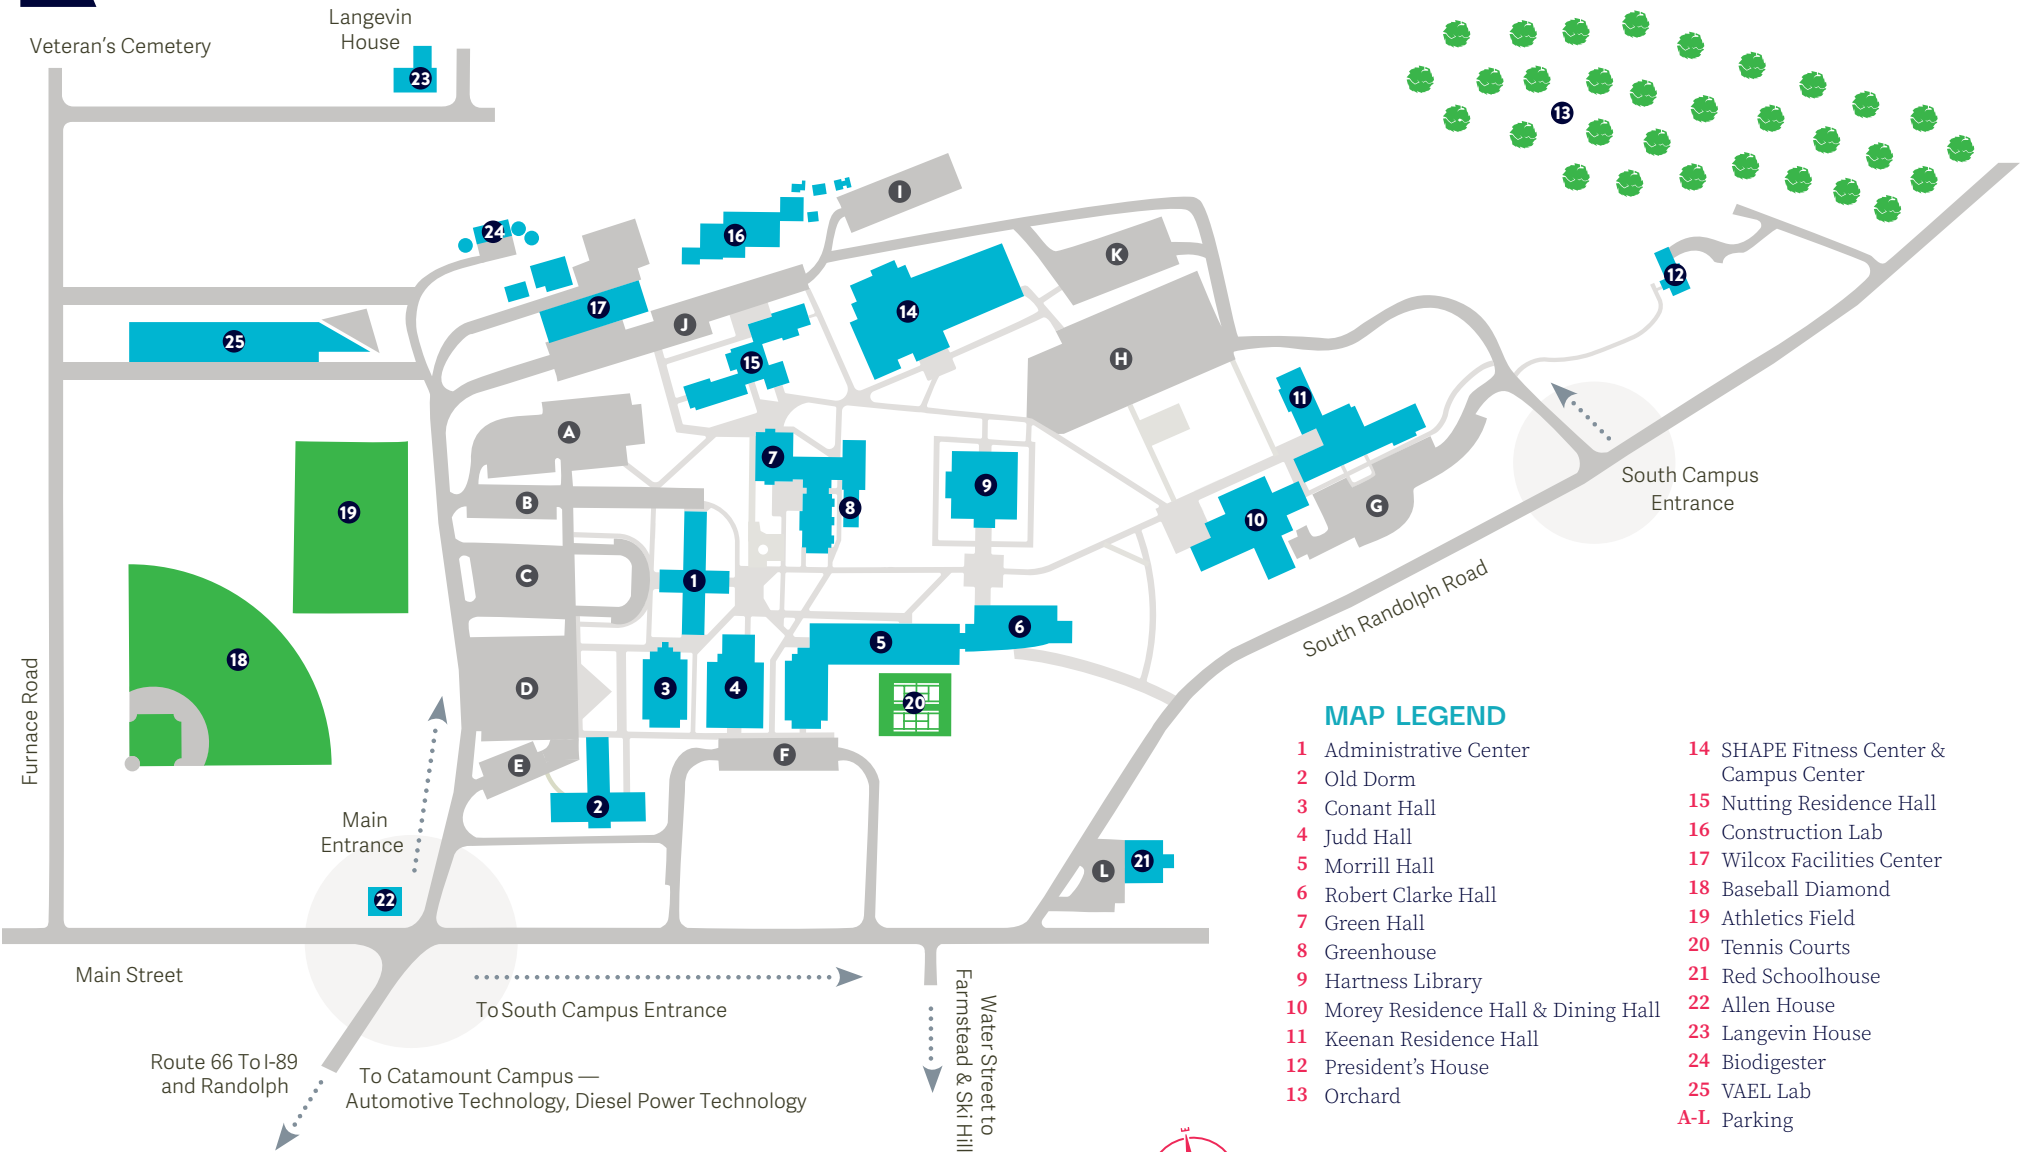 Langevin
House
Veteran's Cemetery
23
13
I
24
16
K
12
17
14
J
25
15
H
11
A
7
South Campus
Entrance
9
B
8
G
19
10
C
1
South Randolph Road
6
5
18
D
3
4
20
Furnace Road
F
E
2
Main
Entrance
L
21
22
Main Street
To South Campus Entrance
Water Street to
Farmstead & Ski Hill
Route 66 To I-89
and Randolph
To Catamount Campus —
Automotive Technology, Diesel Power Technology
E
MAP LEGEND
1 Administrative Center
2 Old Dorm
3 Conant Hall
4 Judd Hall
5 Morrill Hall
6 Robert Clarke Hall
7 Green Hall
8 Greenhouse
9 Hartness Library
10 Morey Residence Hall & Dining Hall
11 Keenan Residence Hall
12 President's House
13 Orchard
14 SHAPE Fitness Center &
Campus Center
15 Nutting Residence Hall
16 Construction Lab
17 Wilcox Facilities Center
18 Baseball Diamond
19 Athletics Field
20 Tennis Courts
21 Red Schoolhouse
22 Allen House
23 Langevin House
24 Biodigester
25 VAEL Lab
A-L Parking